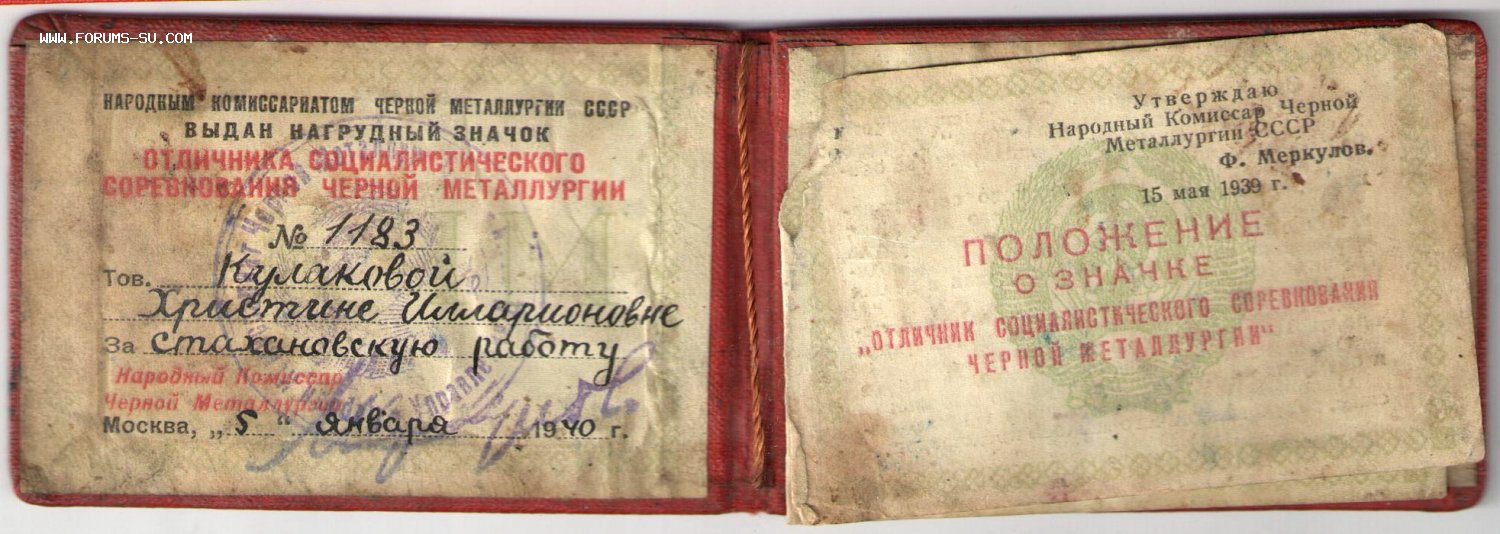 WWW.FORUMS-SU.COM
НАРОДНЫМ КОМИССАРИАТОМ ЧЕРНОЙ МЕТАЛЛУРГИИ СССР
ВЫДАН НАГРУДНЫЙ ЗНАЧОК
ОТЛИЧНИКА СОЦИАЛИСТИЧЕСКОГО
СОРЕВНОВАНИЯ ЧЕРНОЙ МЕТАЛЛУРГИИ
№ 1183
Тов. Кулаковой
Христине Илларионовне
За стахановскую работу
Народный Комиссар
Черной Металлургии
Москва, „5“ января 1940 г.
Утверждаю
Народный Комиссар Черной
Металлургии СССР
Ф. Меркулов.
15 мая 1939 г.
ПОЛОЖЕНИЕ
О ЗНАЧКЕ
„ОТЛИЧНИК СОЦИАЛИСТИЧЕСКОГО СОРЕВНОВАНИЯ
ЧЕРНОЙ МЕТАЛЛУРГИИ“